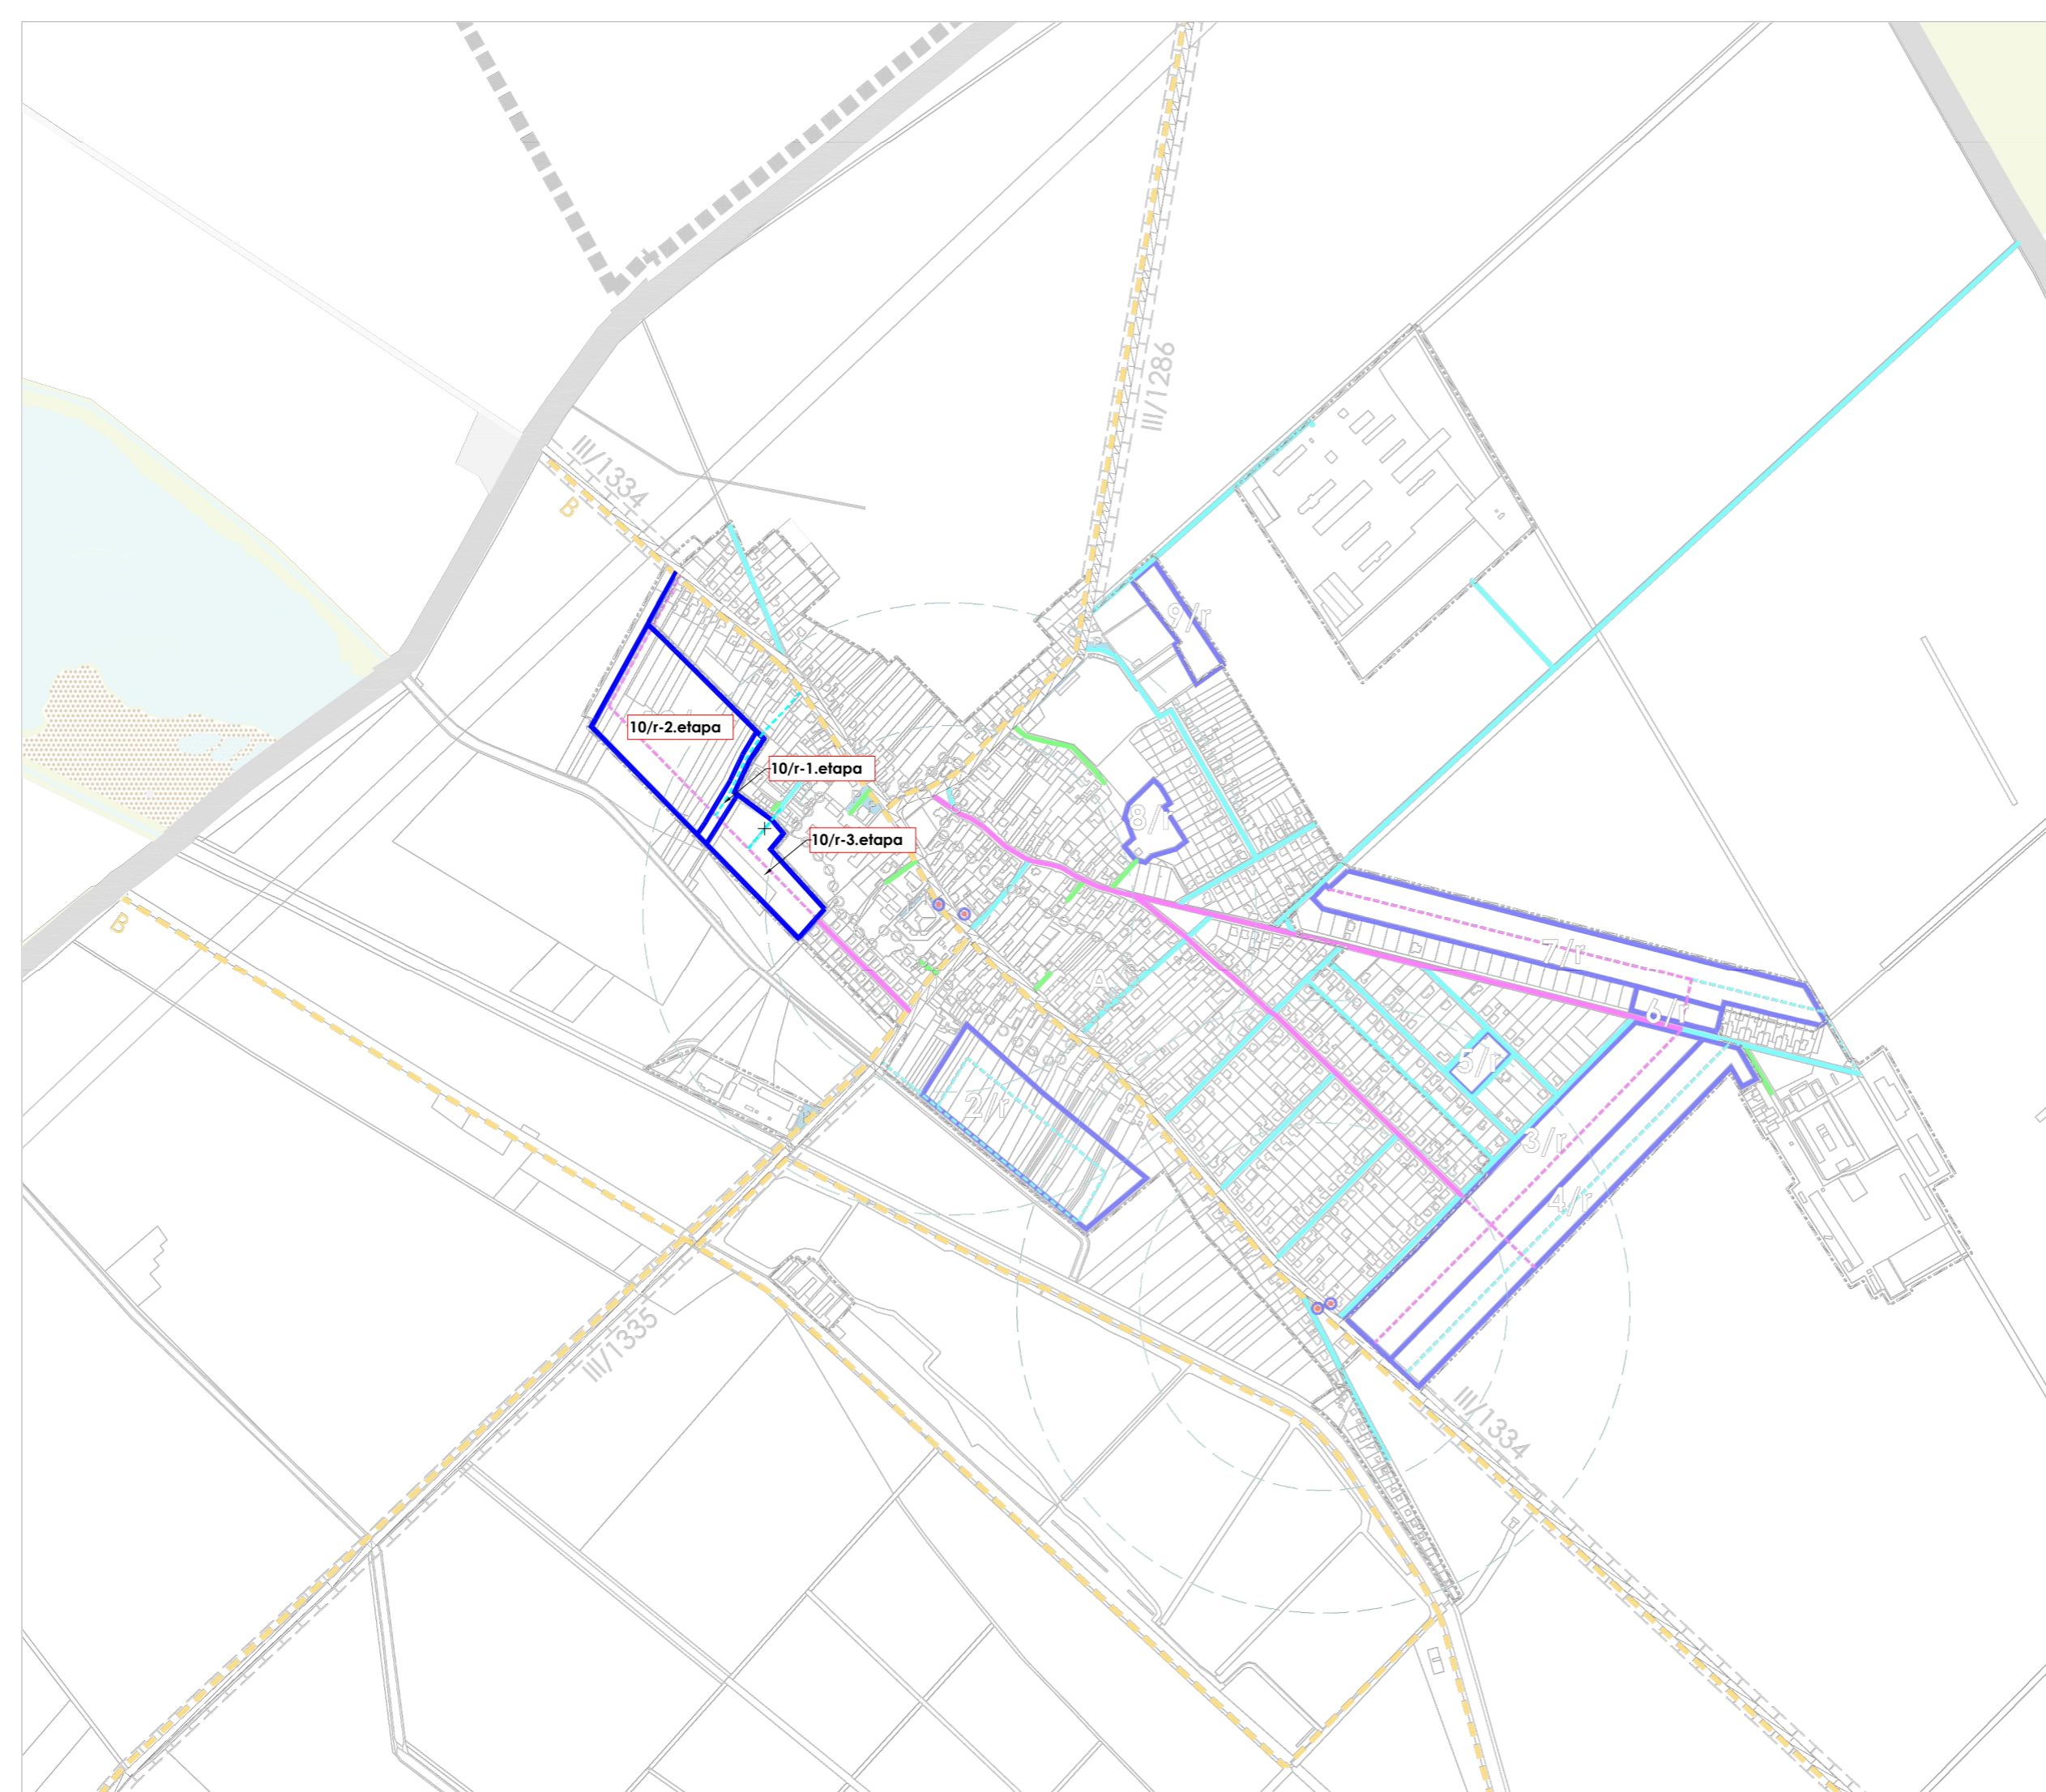 III/1286
III/1334
B
9/r
10/r-2.etapa
10/r-1.etapa
8/r
10/r-3.etapa
B
7/r
A
6/r
5/r
2/r
3/r
4/r
III/1335
III/1334